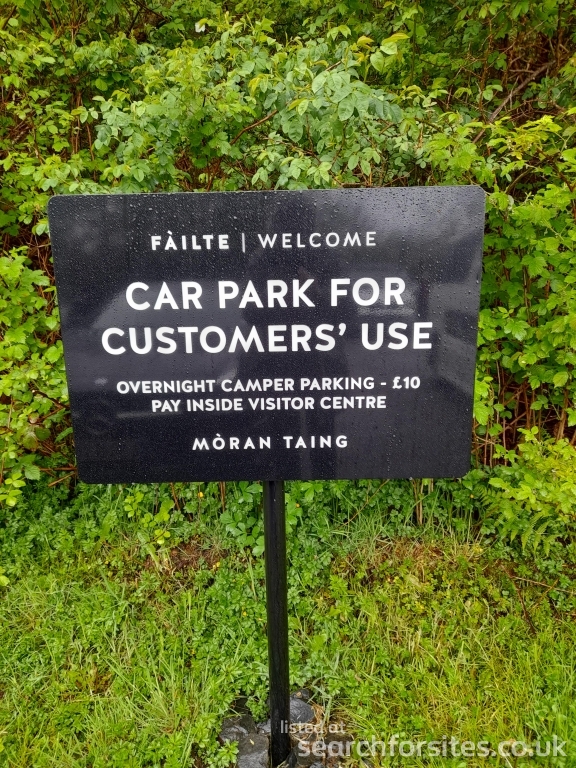 FÀILTE | WELCOME
CAR PARK FOR
CUSTOMERS’ USE
OVERNIGHT CAMPER PARKING - £10
PAY INSIDE VISITOR CENTRE
MÒRAN TAING
listed at
searchforsites.co.uk